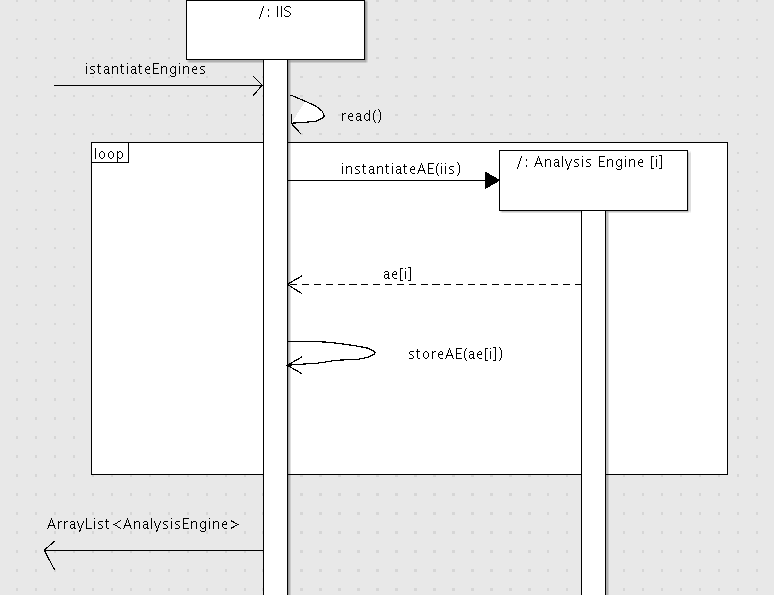 /: IIS
istantiateEngines
read()
loop
/: Analysis Engine [i]
instantiateAE(iis)
ae[i]
storeAE(ae[i])
ArrayList<AnalysisEngine>